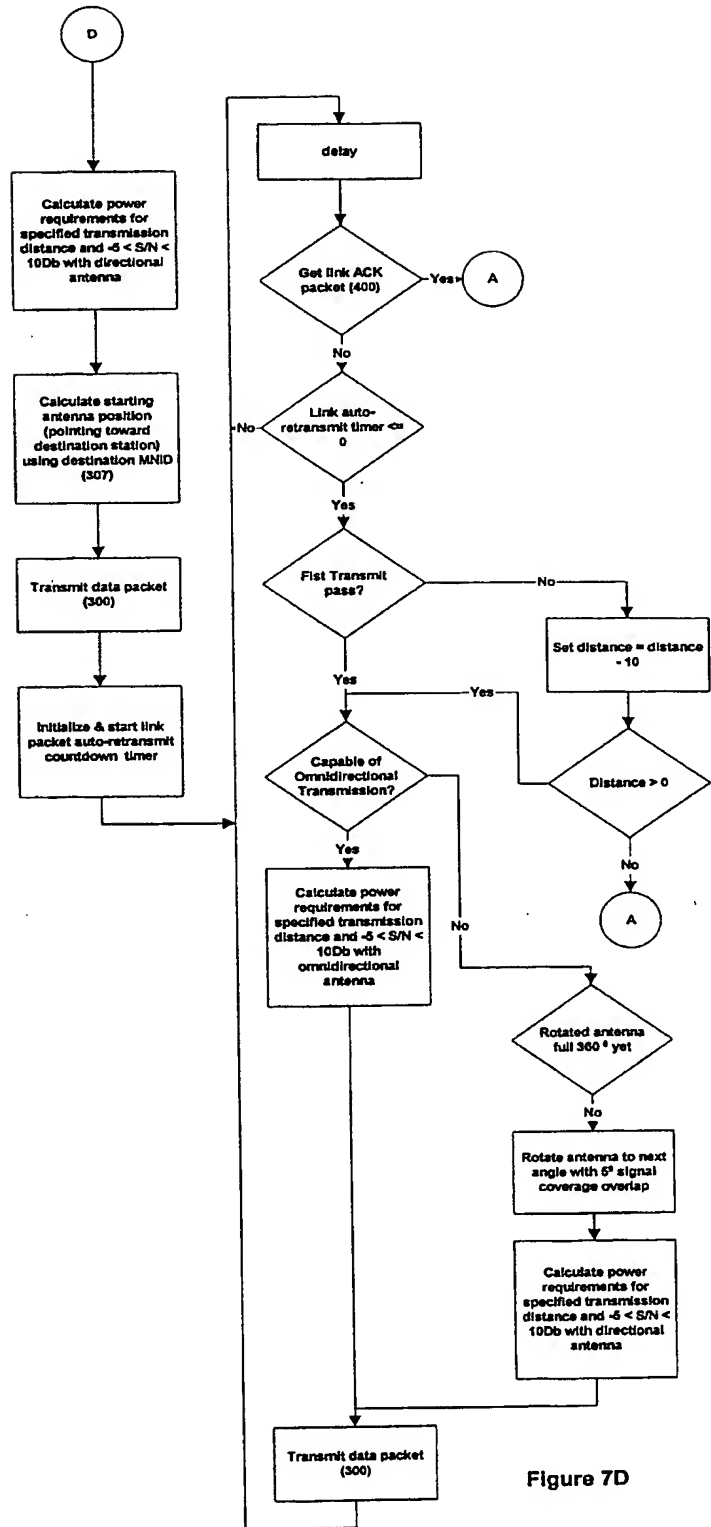 D
Calculate power
requirements for
specified transmission
distance and -5 < S/N <
10Db with directional
antenna
Calculate starting
antenna position
(pointing toward
destination station)
using destination MNID
(307)
Transmit data packet
(300)
Initialize & start link
packet auto-retransmit
countdown timer
delay
Get link ACK
packet (400)
Yes
A
No
Link auto-
retransmit timer <=
0
No
Yes
Fist Transmit
pass?
No
Set distance = distance
- 10
Yes
Yes
Distance > 0
No
A
Capable of
Omnidirectional
Transmission?
Yes
No
Calculate power
requirements for
specified transmission
distance and -5 < S/N <
10Db with
omnidirectional
antenna
Rotated antenna
full 360° yet
No
Rotate antenna to next
angle with 5° signal
coverage overlap
Calculate power
requirements for
specified transmission
distance and -5 < S/N <
10Db with directional
antenna
Transmit data packet
(300)
Figure 7D